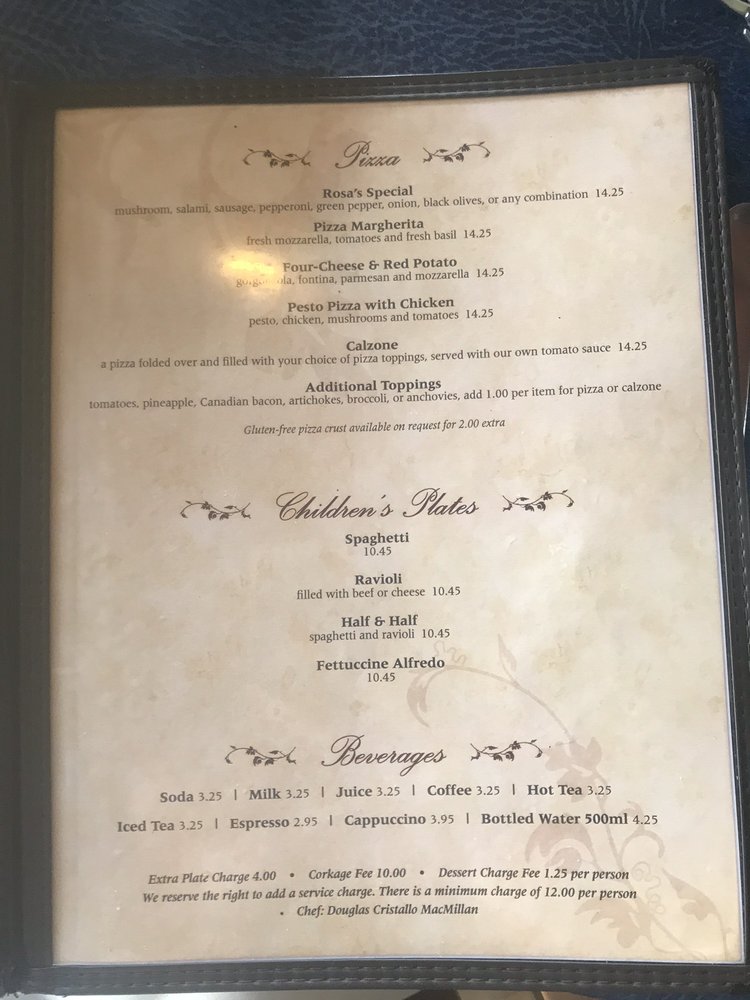 Pizza
Rosa's Special
mushroom, salami, sausage, pepperoni, green pepper, onion, black olives, or any combination 14.25
Pizza Margherita
fresh mozzarella, tomatoes and fresh basil 14.25
Four-Cheese & Red Potato
gorgonzola, fontina, parmesan and mozzarella 14.25
Pesto Pizza with Chicken
pesto, chicken, mushrooms and tomatoes 14.25
Calzone
a pizza folded over and filled with your choice of pizza toppings, served with our own tomato sauce 14.25
Additional Toppings
tomatoes, pineapple, Canadian bacon, artichokes, broccoli, or anchovies, add 1.00 per item for pizza or calzone
Gluten-free pizza crust available on request for 2.00 extra
Children's Plates
Spaghetti
10.45
Ravioli
filled with beef or cheese 10.45
Half & Half
spaghetti and ravioli 10.45
Fettuccine Alfredo
10.45
Beverages
Soda 3.25 | Milk 3.25 | Juice 3.25 | Coffee 3.25 | Hot Tea 3.25
Iced Tea 3.25 | Espresso 2.95 | Cappuccino 3.95 | Bottled Water 500ml 4.25
Extra Plate Charge 4.00 • Corkage Fee 10.00 • Dessert Charge Fee 1.25 per person
We reserve the right to add a service charge. There is a minimum charge of 12.00 per person
• Chef: Douglas Cristallo MacMillan